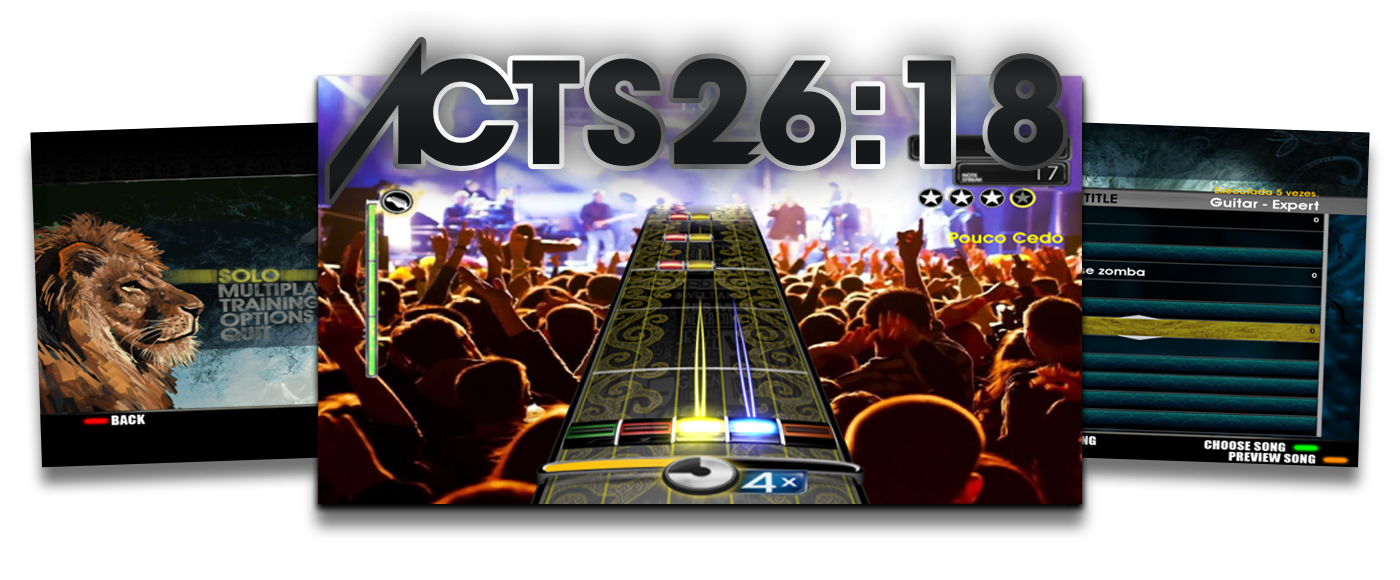 ACTS26:18
SOLO
MULTIPLA
TRAINING
OPTIONS
QUIT
BACK
NOTE
STREAK
17
Pouco Cedo
4x
TITLE
Executada 5 vezes.
Guitar - Expert
0
se zomba
0
0
NG
CHOOSE SONG
PREVIEW SONG